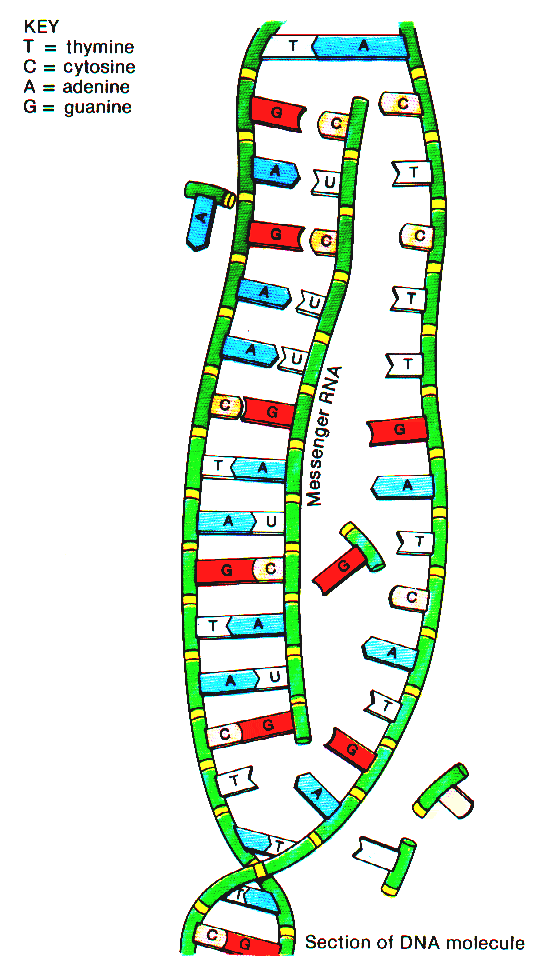 KEY
T = thymine
C = cytosine
A = adenine
G = guanine
T A
G C C
A U T
A G C C
A U T
A U T
C G G
Messenger RNA
T A A
A U T
G C G C
T A A
A U T
C G G
T A
T
T
C G
Section of DNA molecule